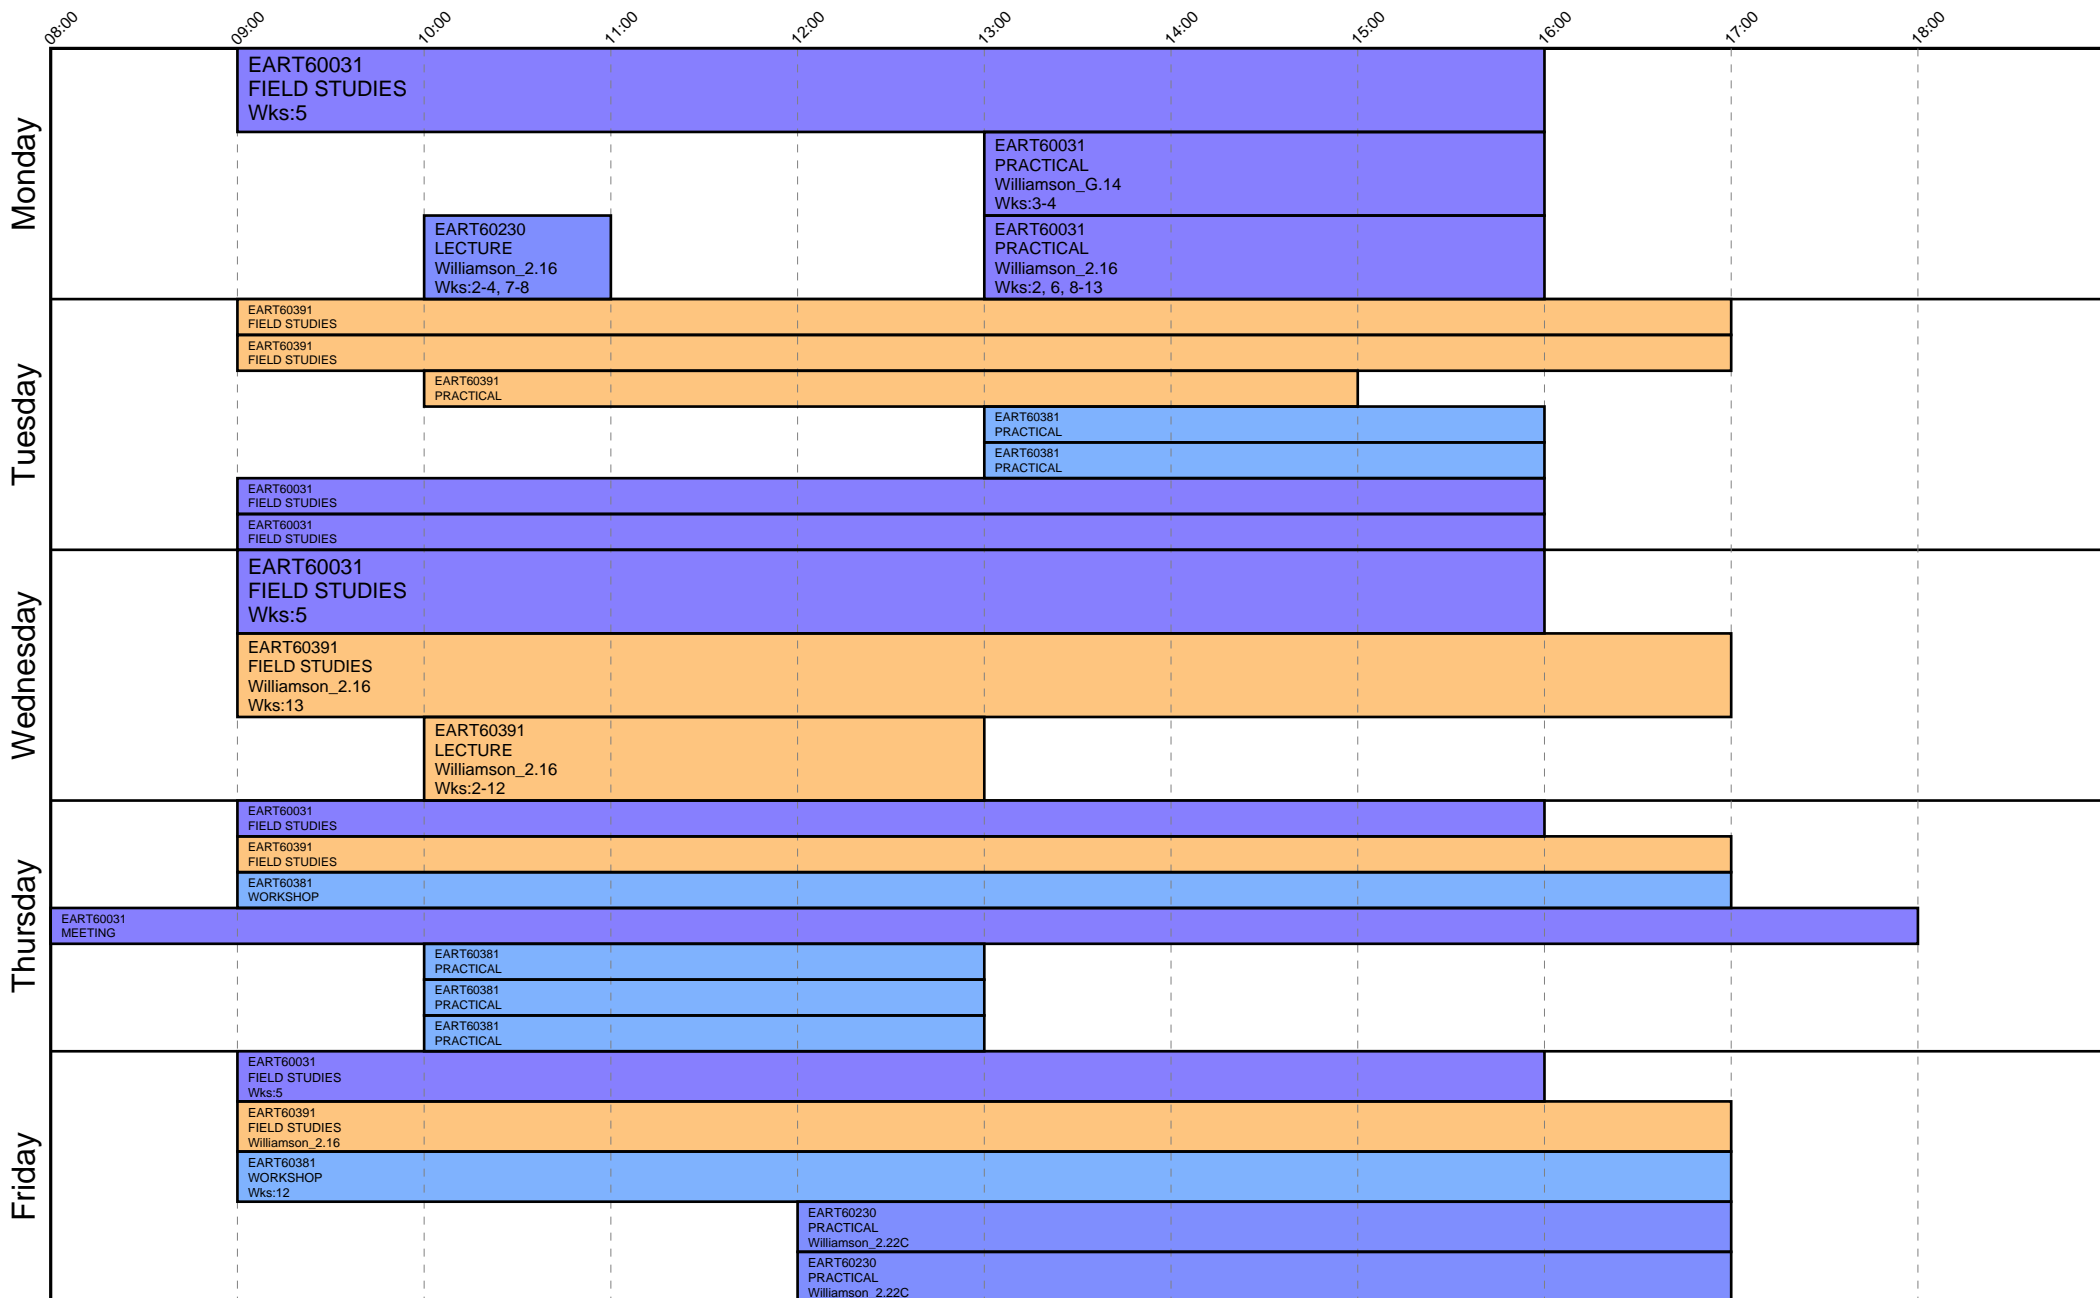 08:00
09:00
10:00
11:00
12:00
13:00
14:00
15:00
16:00
17:00
18:00
Monday
EART60031
FIELD STUDIES
Wks:5
EART60031
PRACTICAL
Williamson_G.14
Wks:3-4
EART60230
LECTURE
Williamson_2.16
Wks:2-4, 7-8
EART60031
PRACTICAL
Williamson_2.16
Wks:2, 6, 8-13
Tuesday
EART60391
FIELD STUDIES
EART60391
FIELD STUDIES
EART60391
PRACTICAL
EART60381
PRACTICAL
EART60381
PRACTICAL
EART60031
FIELD STUDIES
EART60031
FIELD STUDIES
Wednesday
EART60031
FIELD STUDIES
Wks:5
EART60391
FIELD STUDIES
Williamson_2.16
Wks:13
EART60391
LECTURE
Williamson_2.16
Wks:2-12
Thursday
EART60031
FIELD STUDIES
EART60391
FIELD STUDIES
EART60381
WORKSHOP
EART60031
MEETING
EART60381
PRACTICAL
EART60381
PRACTICAL
EART60381
PRACTICAL
Friday
EART60031
FIELD STUDIES
Wks:5
EART60391
FIELD STUDIES
Williamson_2.16
EART60381
WORKSHOP
Wks:12
EART60230
PRACTICAL
Williamson_2.22C
EART60230
PRACTICAL
Williamson_2.22C